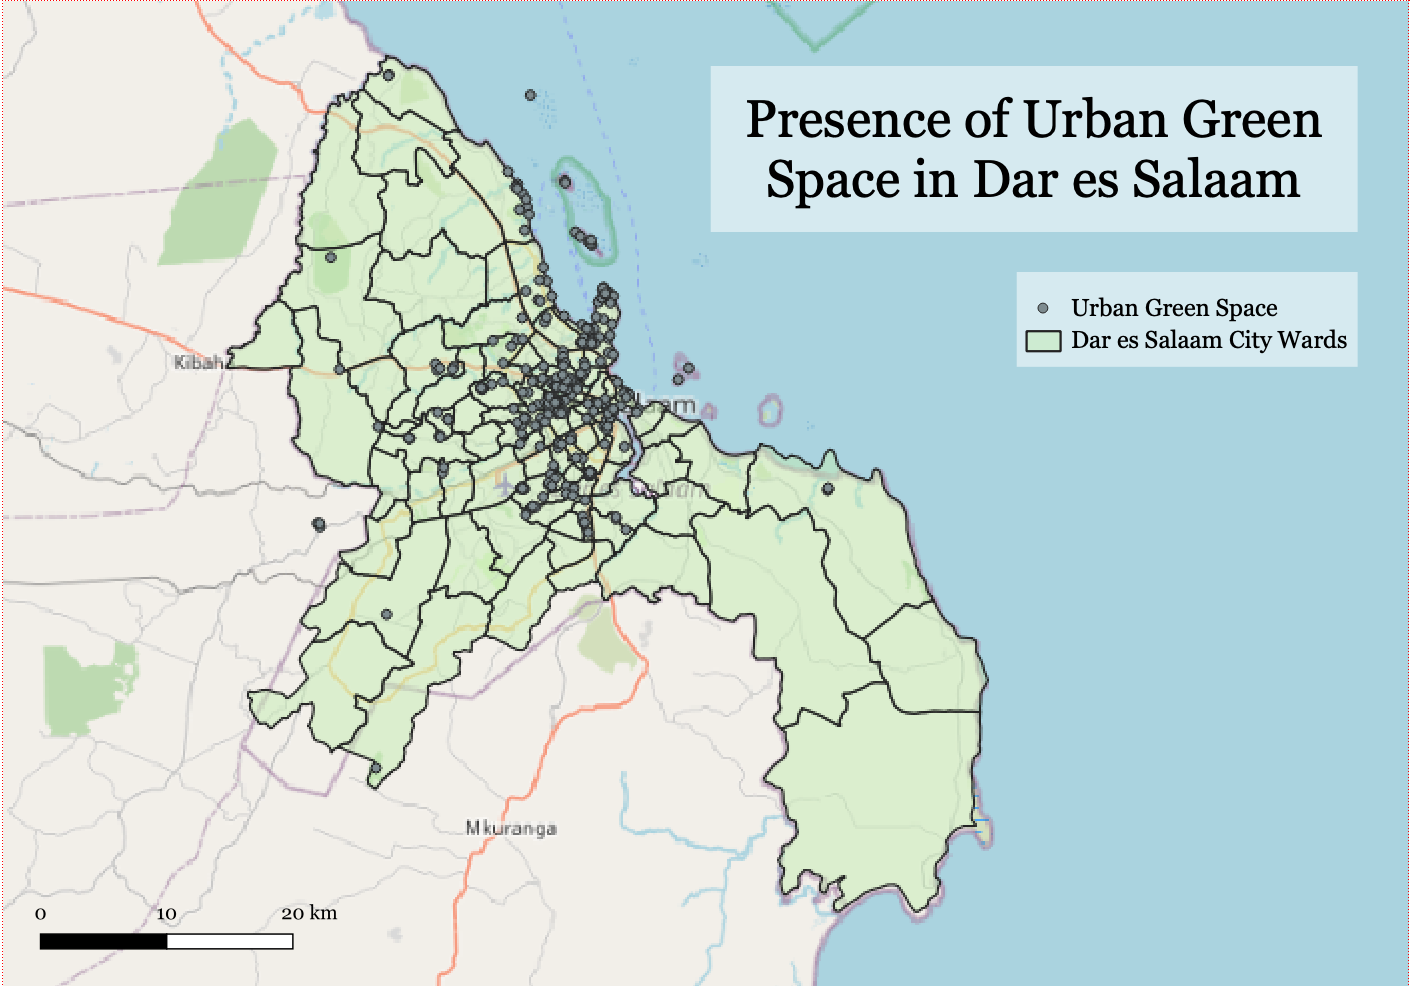 Presence of Urban Green
Space in Dar es Salaam
Urban Green Space
Dar es Salaam City Wards
Mkuranga
0 10 20 km